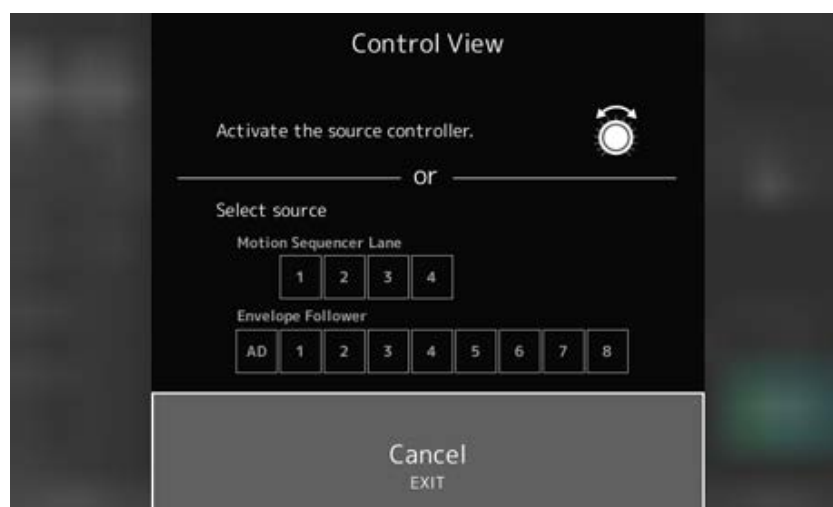 Control View
Activate the source controller.
or
Select source
Motion Sequencer Lane
1 2 3 4
Envelope Follower
AD 1 2 3 4 5 6 7 8
Cancel
EXIT